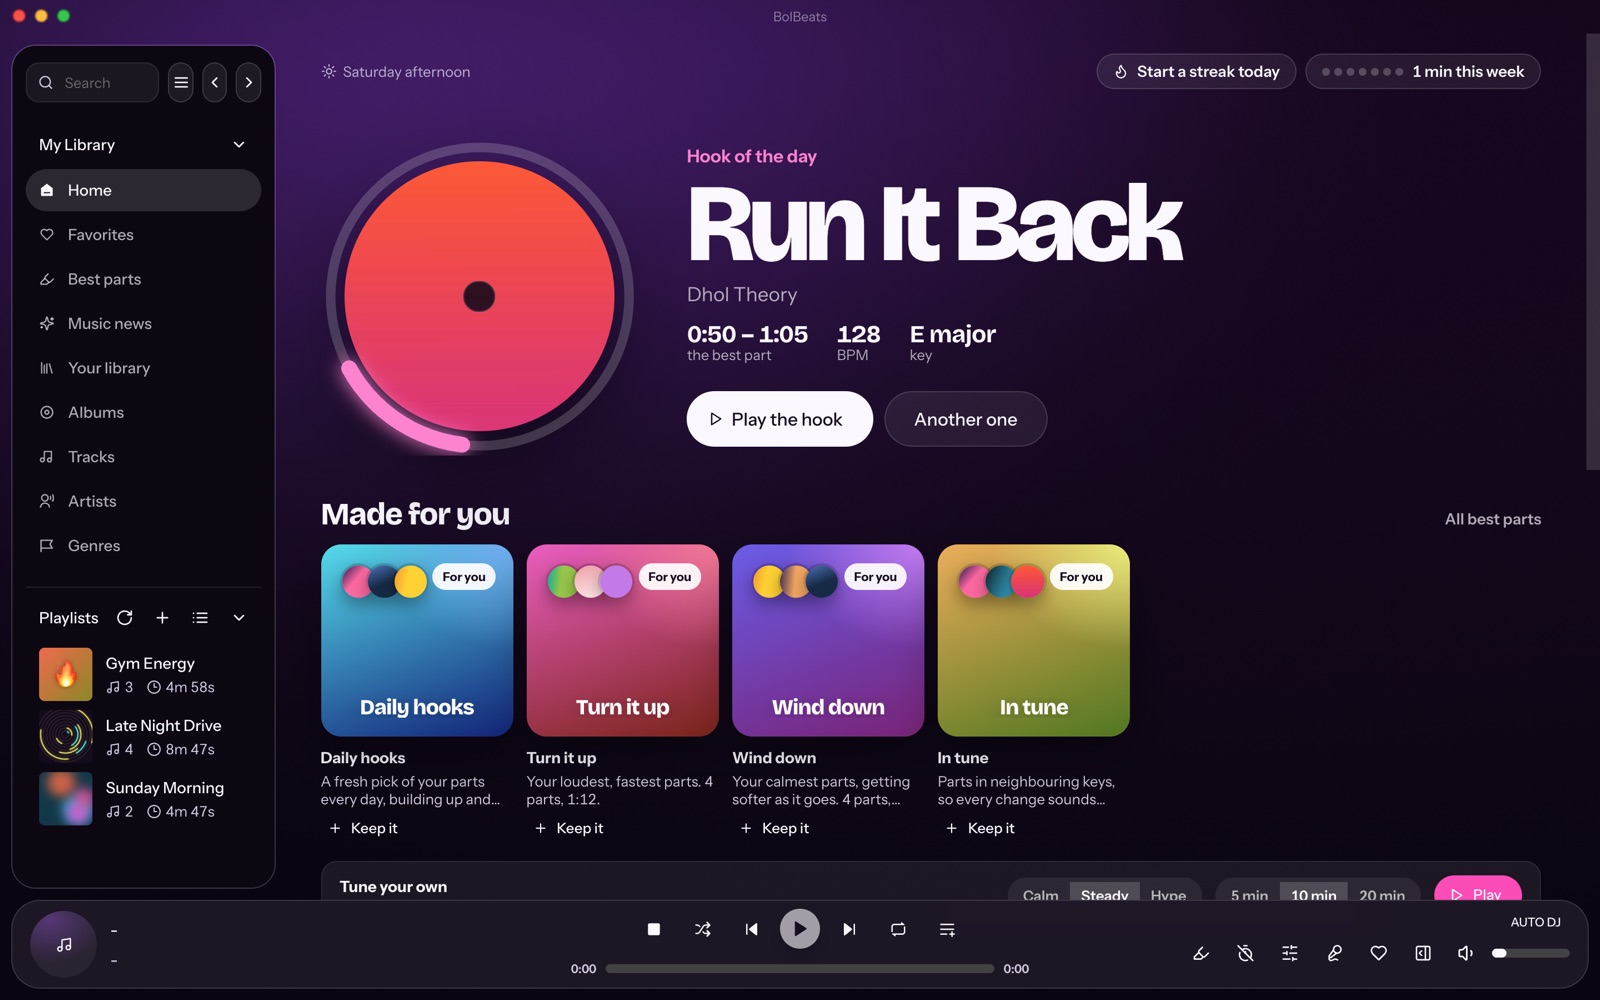 BolBeats
Search
My Library
Home
Favorites
Best parts
Music news
Your library
Albums
Tracks
Artists
Genres
Playlists
Gym Energy
3 4m 58s
Late Night Drive
4 8m 47s
Sunday Morning
2 4m 47s
Saturday afternoon
Start a streak today
1 min this week
Hook of the day
Run It Back
Dhol Theory
0:50 – 1:05 128 E major
the best part BPM key
Play the hook Another one
Made for you
All best parts
For you For you For you For you
Daily hooks Turn it up Wind down In tune
Daily hooks
A fresh pick of your parts
every day, building up and...
Keep it
Turn it up
Your loudest, fastest parts. 4
parts, 1:12.
Keep it
Wind down
Your calmest parts, getting
softer as it goes. 4 parts,...
Keep it
In tune
Parts in neighbouring keys,
so every change sounds...
Keep it
Tune your own
Calm Steady Hype 5 min 10 min 20 min Play
-
-
0:00 0:00
AUTO DJ